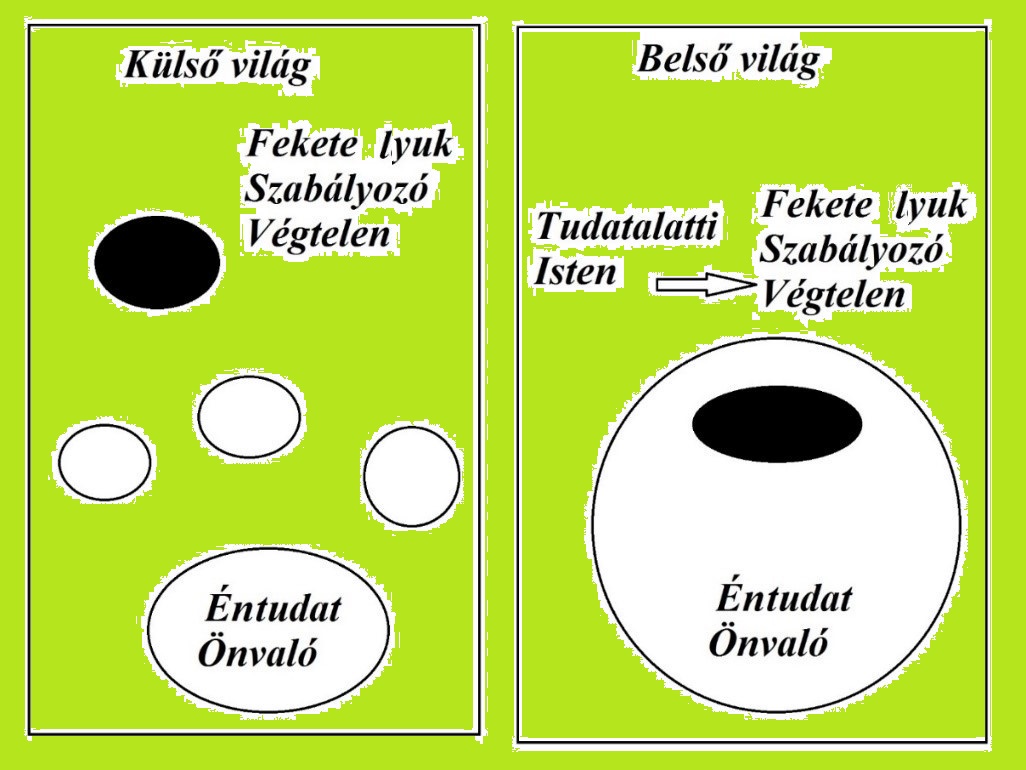 Külső világ
Fekete lyuk
Szabályozó
Végtelen
Éntudat
Önvaló
Belső világ
Tudatalatti
Isten
Fekete lyuk
Szabályozó
Végtelen
Éntudat
Önvaló